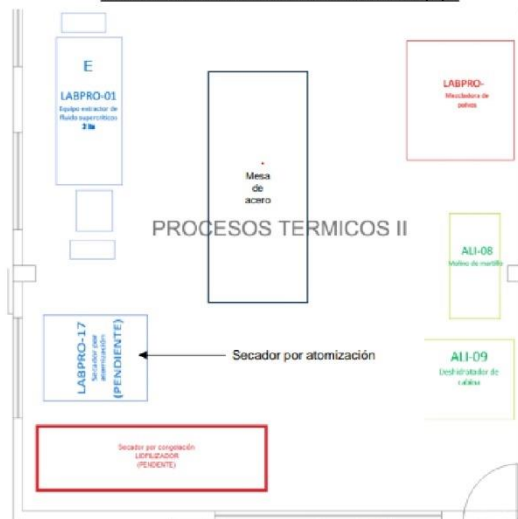 E
LABPRO-01
Equipo extractor de
fluido supercríticos
2 lts
LABPRO-
Mezcladora de
polvos
Mesa
de
acero
PROCESOS TERMICOS II
ALI-08
Molino de martillo
LABPRO-17
Secador por
atomización
(PENDIENTE)
Secador por atomización
ALI-09
Deshidratador de
cabina
Secador por congelación
LIOFILIZADOR
(PENDIENTE)